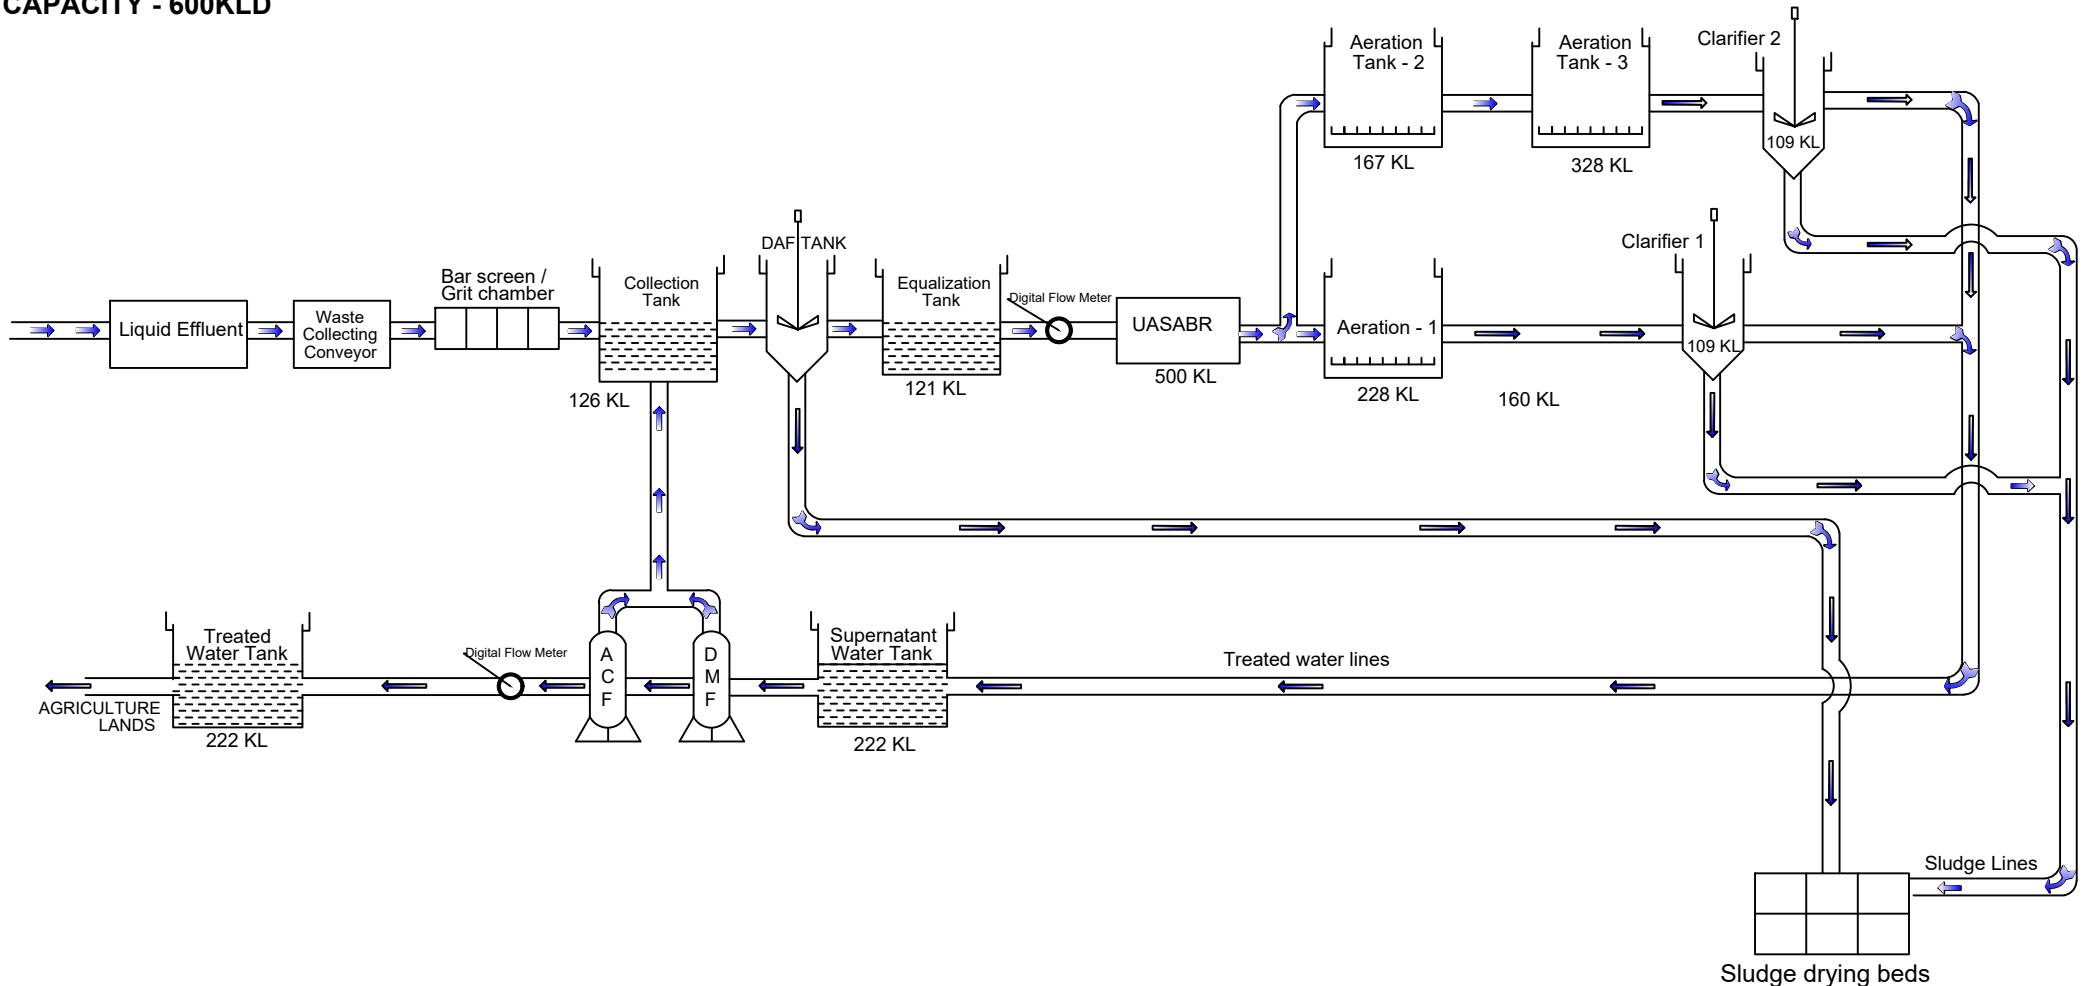 CAPACITY - 600KLD
Aeration
Tank - 2
167 KL
Aeration
Tank - 3
328 KL
Clarifier 2
109 KL
Liquid Effluent
Waste
Collecting
Conveyor
Bar screen /
Grit chamber
Collection
Tank
126 KL
DAF TANK
Equalization
Tank
121 KL
Digital Flow Meter
UASABR
500 KL
Aeration - 1
228 KL
160 KL
Clarifier 1
109 KL
AGRICULTURE
LANDS
Treated
Water Tank
222 KL
Digital Flow Meter
A
C
F
D
M
F
Supernatant
Water Tank
222 KL
Treated water lines
Sludge Lines
Sludge drying beds